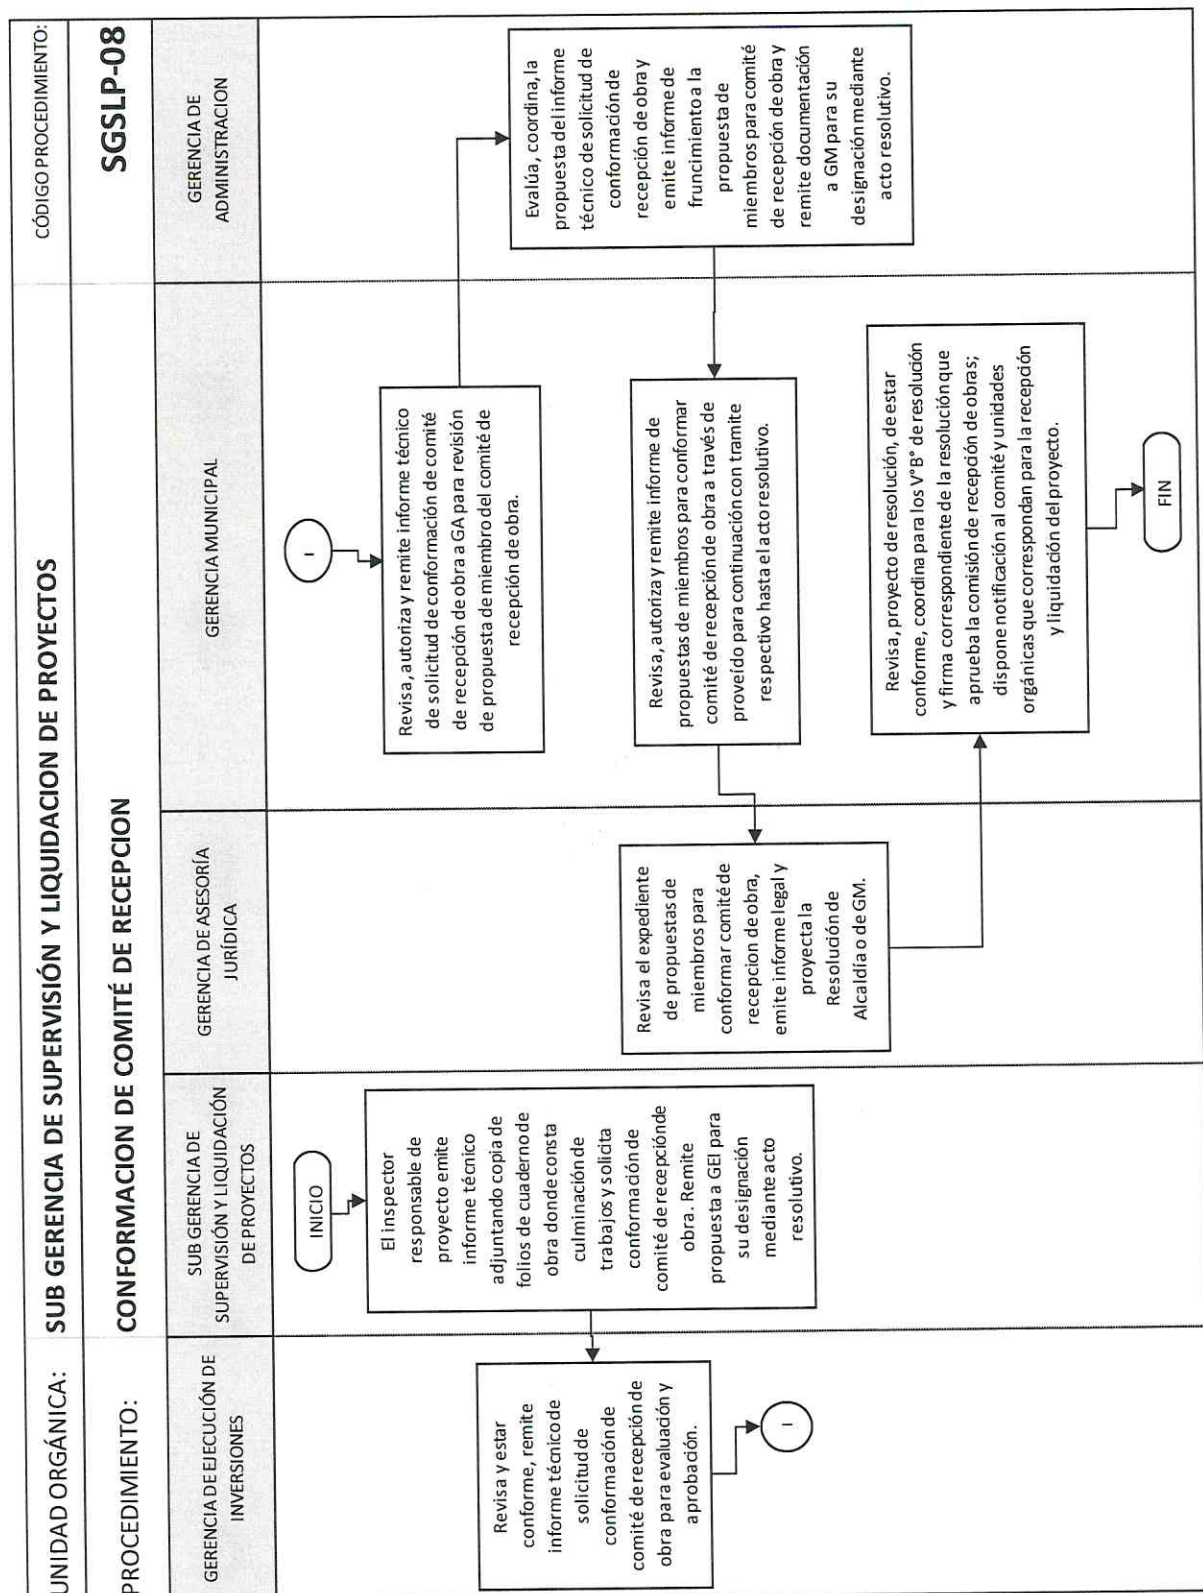 UNIDAD ORGÁNICA: SUB GERENCIA DE SUPERVISIÓN Y LIQUIDACION DE PROYECTOS
CÓDIGO PROCEDIMIENTO:
PROCEDIMIENTO: CONFORMACION DE COMITÉ DE RECEPCION
SGSLP-08
GERENCIA DE EJECUCIÓN DE
INVERSIONES
SUB GERENCIA DE
SUPERVISIÓN Y LIQUIDACIÓN
DE PROYECTOS
GERENCIA DE ASESORÍA
JURÍDICA
GERENCIA MUNICIPAL
GERENCIA DE
ADMINISTRACION
INICIO
El inspector
responsable de
proyecto emite
informe técnico
adjuntando copia de
folios de cuaderno de
obra donde consta
culminación de
trabajos y solicita
conformación de
comité de recepción de
obra. Remite
propuesta a GEI para
su designación
mediante acto
resolutivo.
Revisa y estar
conforme, remite
informe técnico de
solicitud de
conformación de
comité de recepción de
obra para evaluación y
aprobación.
I
I
Revisa, autoriza y remite informe técnico
de solicitud de conformación de comité
de recepción de obra a GA para revisión
de propuesta de miembro del comité de
recepción de obra.
Evalúa, coordina, la
propuesta del informe
técnico de solicitud de
conformación de
recepción de obra y
emite informe de
fruncimiento a la
propuesta de
miembros para comité
de recepción de obra y
remite documentación
a GM para su
designación mediante
acto resolutivo.
Revisa, autoriza y remite informe de
propuestas de miembros para conformar
comité de recepción de obra a través de
proveído para continuación con tramite
respectivo hasta el acto resolutivo.
Revisa el expediente
de propuestas de
miembros para
conformar comité de
recepcion de obra,
emite informe legal y
proyecta la
Resolución de
Alcaldía o de GM.
Revisa, proyecto de resolución, de estar
conforme, coordina para los V°B° de resolución
y firma correspondiente de la resolución que
aprueba la comisión de recepción de obras;
dispone notificación al comité y unidades
orgánicas que correspondan para la recepción
y liquidación del proyecto.
FIN